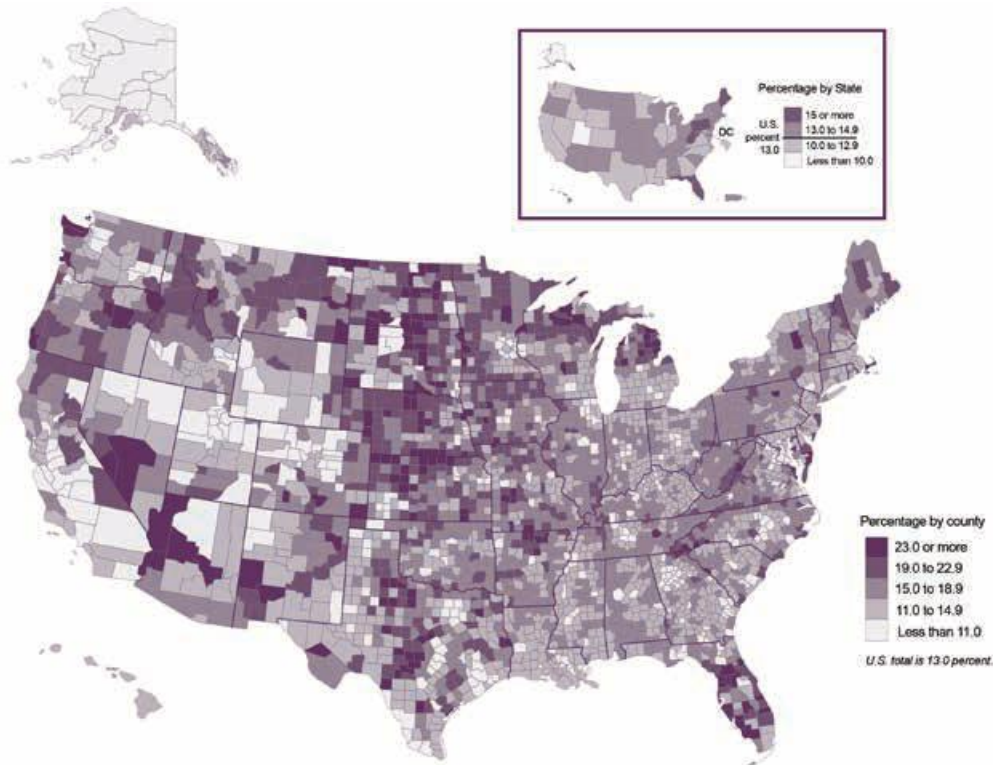 Percentage by State
15 or more
13.0 to 14.9
10.0 to 12.9
Less than 10.0
U.S.
percent
13.0
DC
Percentage by county
23.0 or more
19.0 to 22.9
15.0 to 18.9
11.0 to 14.9
Less than 11.0
U.S. total is 13.0 percent.